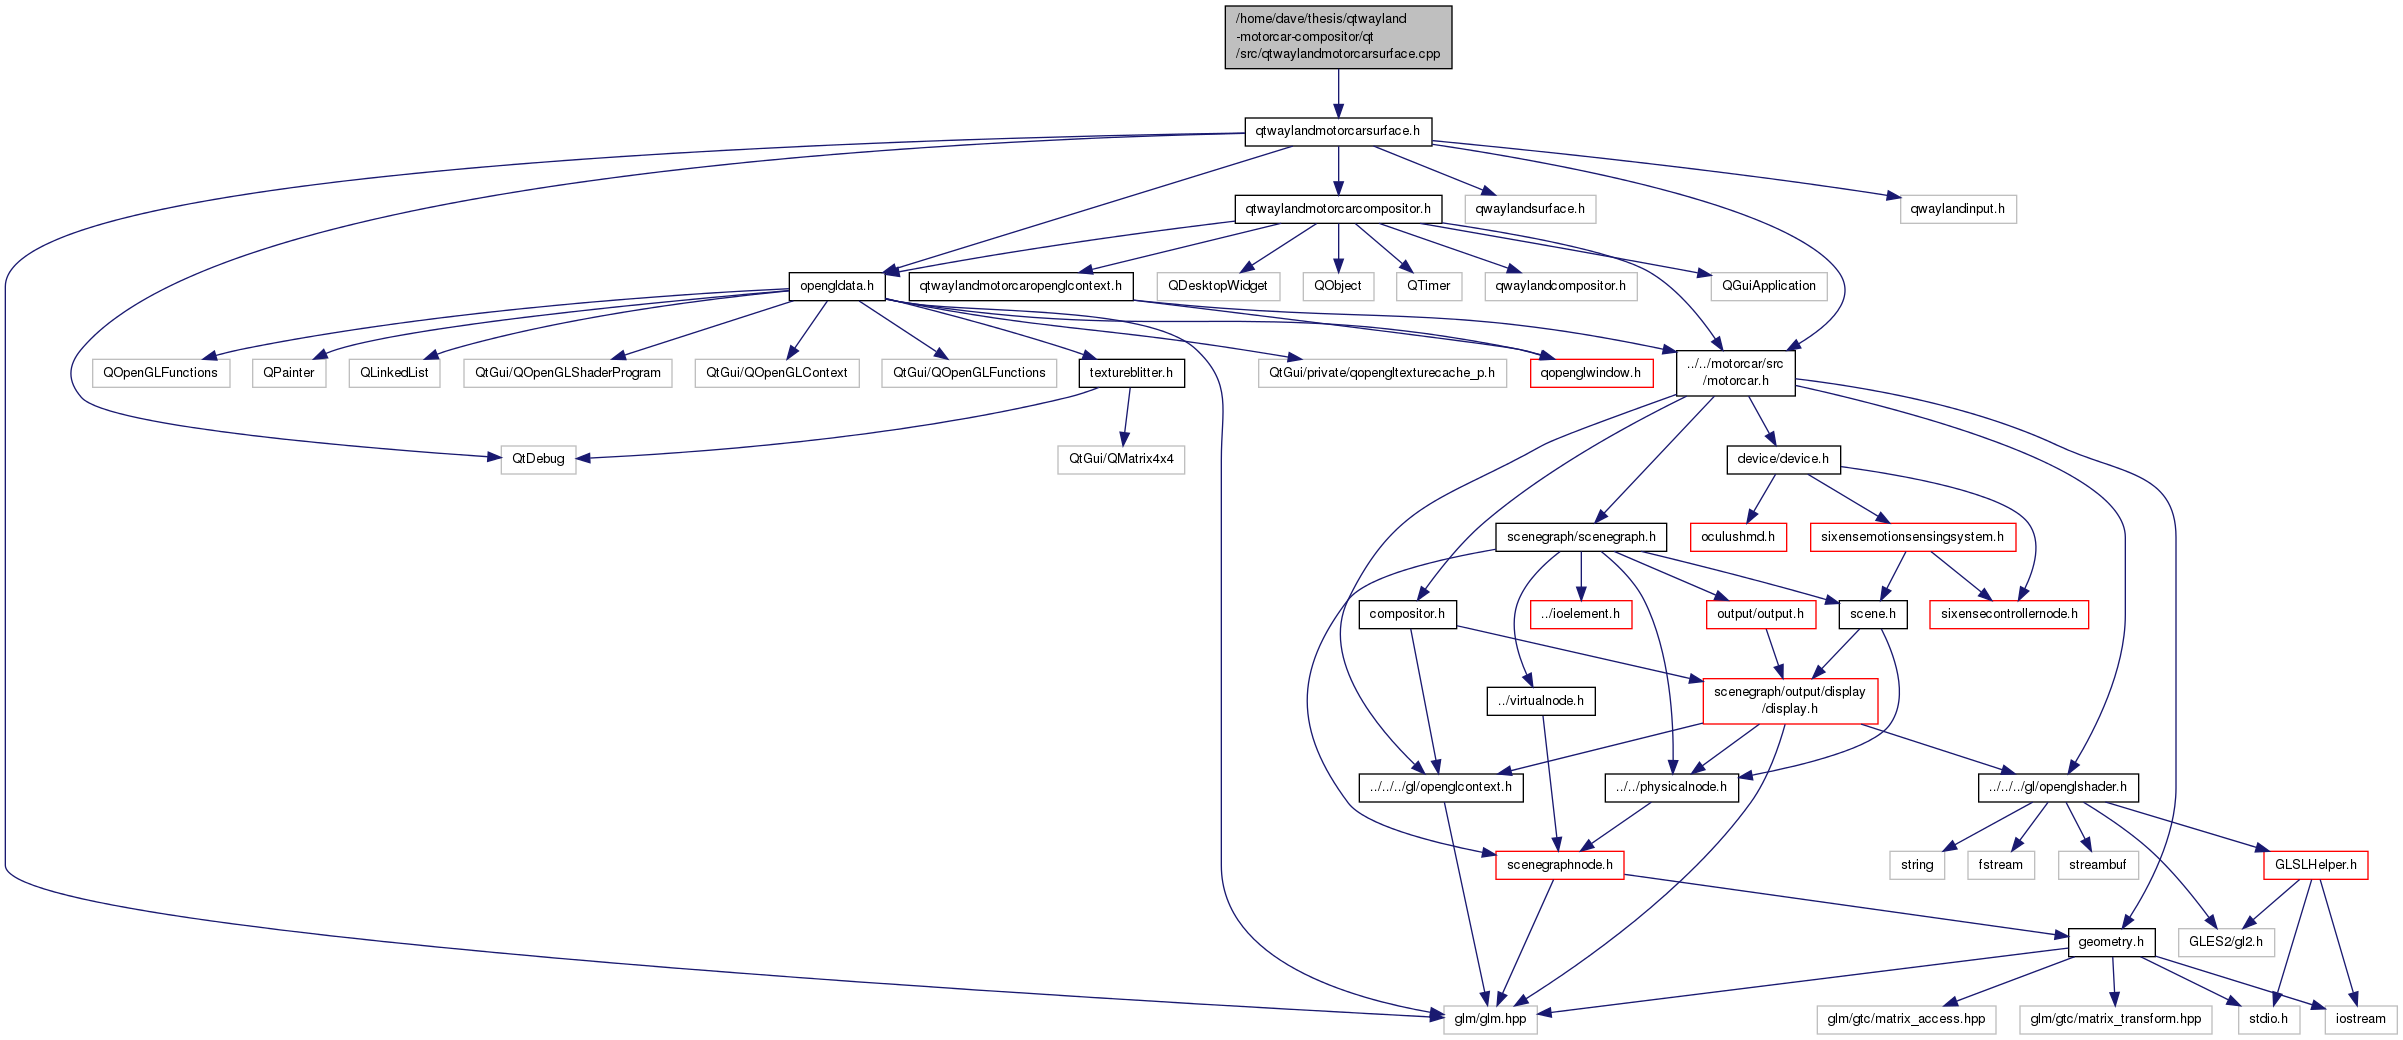 /home/dave/thesis/qtwayland
-motorcar-compositor/qt
/src/qtwaylandmotorcarsurface.cpp
qtwaylandmotorcarsurface.h
qtwaylandmotorcarcompositor.h
qwaylandsurface.h
qwaylandinput.h
opengldata.h
qtwaylandmotorcaropenglcontext.h
QDesktopWidget
QObject
QTimer
qwaylandcompositor.h
QGuiApplication
QOpenGLFunctions
QPainter
QLinkedList
QtGui/QOpenGLShaderProgram
QtGui/QOpenGLContext
QtGui/QOpenGLFunctions
textureblitter.h
QtGui/private/qopengltexturecache_p.h
qopenglwindow.h
../../motorcar/src
/motorcar.h
QtDebug
QtGui/QMatrix4x4
device/device.h
scenegraph/scenegraph.h
oculushmd.h
sixensemotionsensingsystem.h
compositor.h
../ioelement.h
output/output.h
scene.h
sixensecontrollernode.h
../virtualnode.h
scenegraph/output/display
/display.h
../../../gl/openglcontext.h
../../physicalnode.h
../../../gl/openglshader.h
scenegraphnode.h
string
fstream
streambuf
GLSLHelper.h
geometry.h
GLES2/gl2.h
glm/glm.hpp
glm/gtc/matrix_access.hpp
glm/gtc/matrix_transform.hpp
stdio.h
iostream